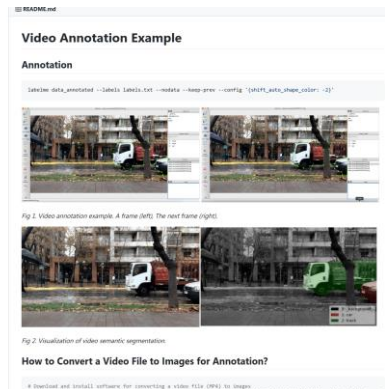 README.md
Video Annotation Example
Annotation
labelme data_annotated --labels labels.txt --nodata --keep-prev --config '{shift_auto_shape_color: -2}'
Fig 1. Video annotation example. A frame (left), The next frame (right).
Fig 2. Visualization of video semantic segmentation.
How to Convert a Video File to Images for Annotation?
# Download and install software for converting a video file (MP4) to images